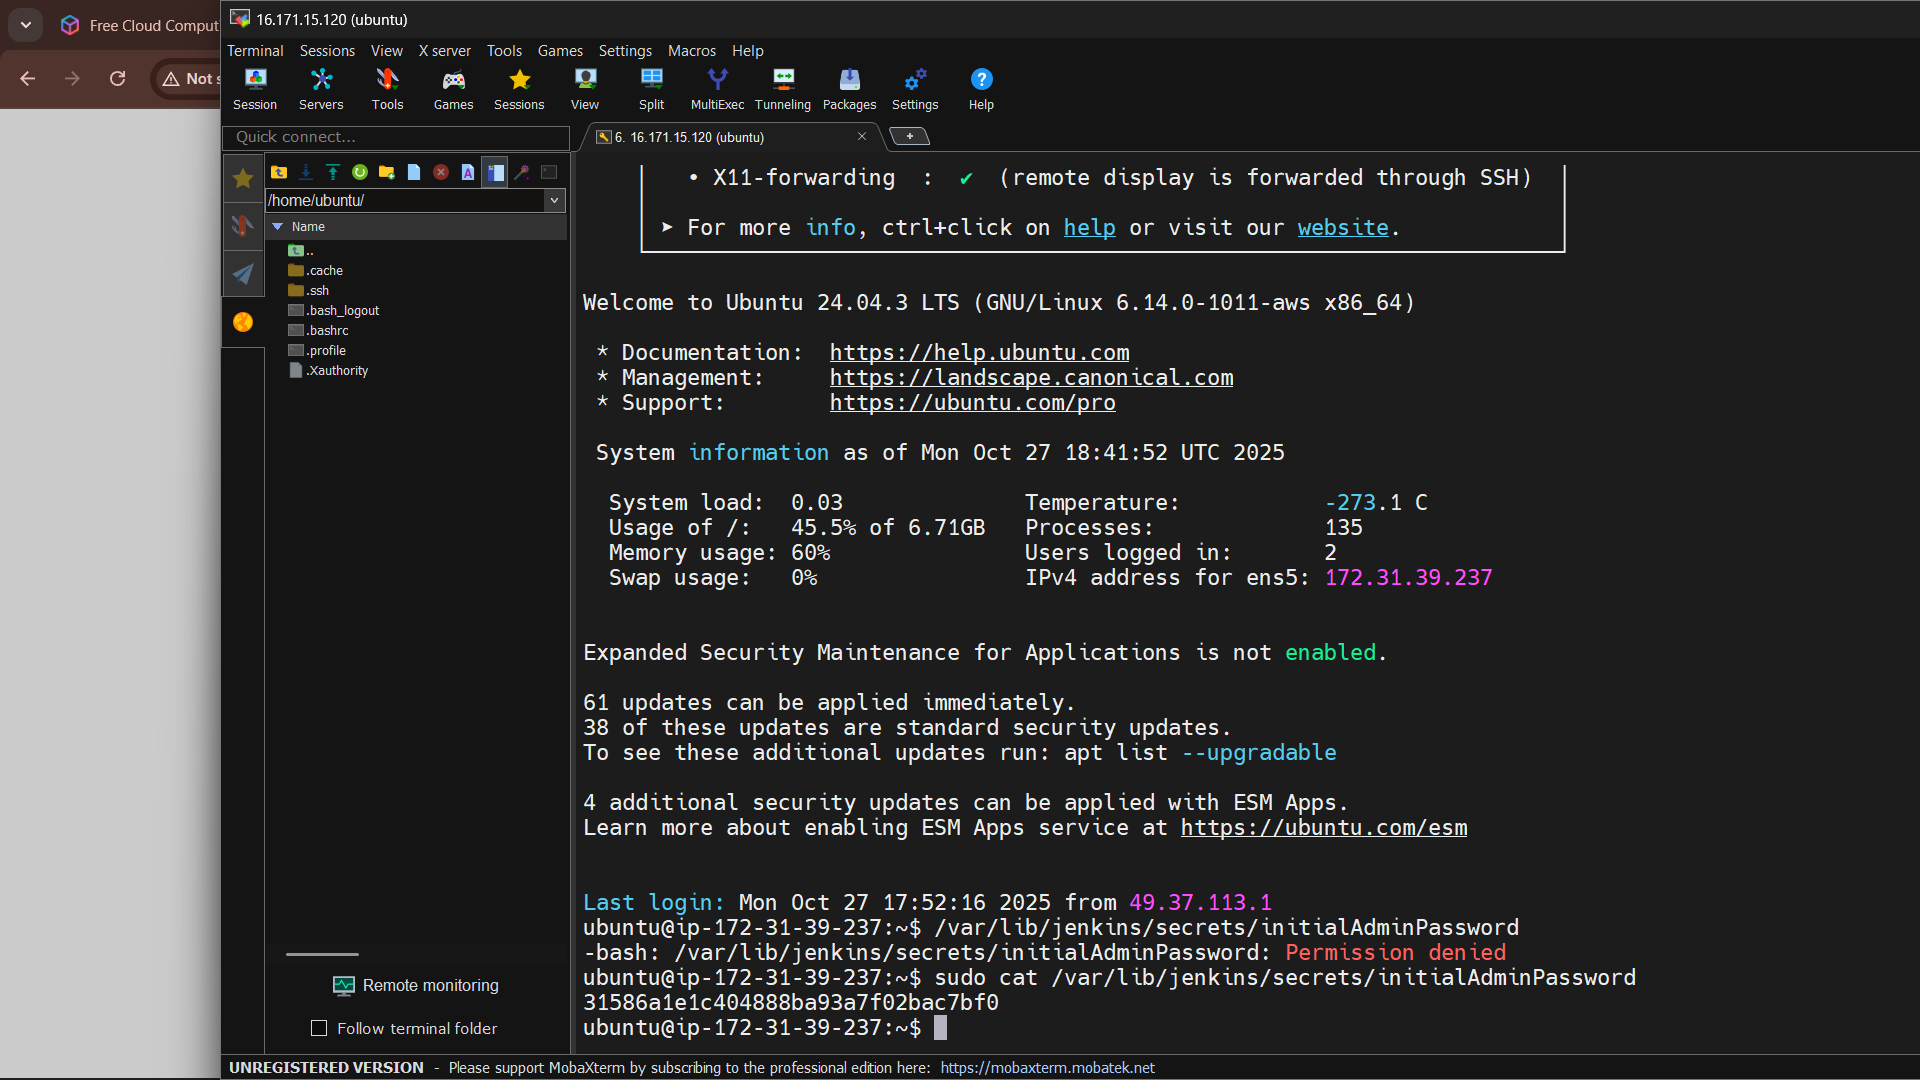 Free Cloud Comput
16.171.15.120 (ubuntu)
Terminal Sessions View X server Tools Games Settings Macros Help
Not s
Session Servers Tools Games Sessions View Split MultiExec Tunneling Packages Settings Help
Quick connect...
6. 16.171.15.120 (ubuntu)
/home/ubuntu/
Name
..
.cache
.ssh
.bash_logout
.bashrc
.profile
.Xauthority
Remote monitoring
Follow terminal folder
• X11-forwarding : ✔ (remote display is forwarded through SSH)
➤ For more info, ctrl+click on help or visit our website.
Welcome to Ubuntu 24.04.3 LTS (GNU/Linux 6.14.0-1011-aws x86_64)
* Documentation: https://help.ubuntu.com
* Management: https://landscape.canonical.com
* Support: https://ubuntu.com/pro
System information as of Mon Oct 27 18:41:52 UTC 2025
System load: 0.03 Temperature: -273.1 C
Usage of /: 45.5% of 6.71GB Processes: 135
Memory usage: 60% Users logged in: 2
Swap usage: 0% IPv4 address for ens5: 172.31.39.237
Expanded Security Maintenance for Applications is not enabled.
61 updates can be applied immediately.
38 of these updates are standard security updates.
To see these additional updates run: apt list --upgradable
4 additional security updates can be applied with ESM Apps.
Learn more about enabling ESM Apps service at https://ubuntu.com/esm
Last login: Mon Oct 27 17:52:16 2025 from 49.37.113.1
ubuntu@ip-172-31-39-237:~$ /var/lib/jenkins/secrets/initialAdminPassword
-bash: /var/lib/jenkins/secrets/initialAdminPassword: Permission denied
ubuntu@ip-172-31-39-237:~$ sudo cat /var/lib/jenkins/secrets/initialAdminPassword
31586a1e1c404888ba93a7f02bac7bf0
ubuntu@ip-172-31-39-237:~$
UNREGISTERED VERSION - Please support MobaXterm by subscribing to the professional edition here: https://mobaxterm.mobatek.net